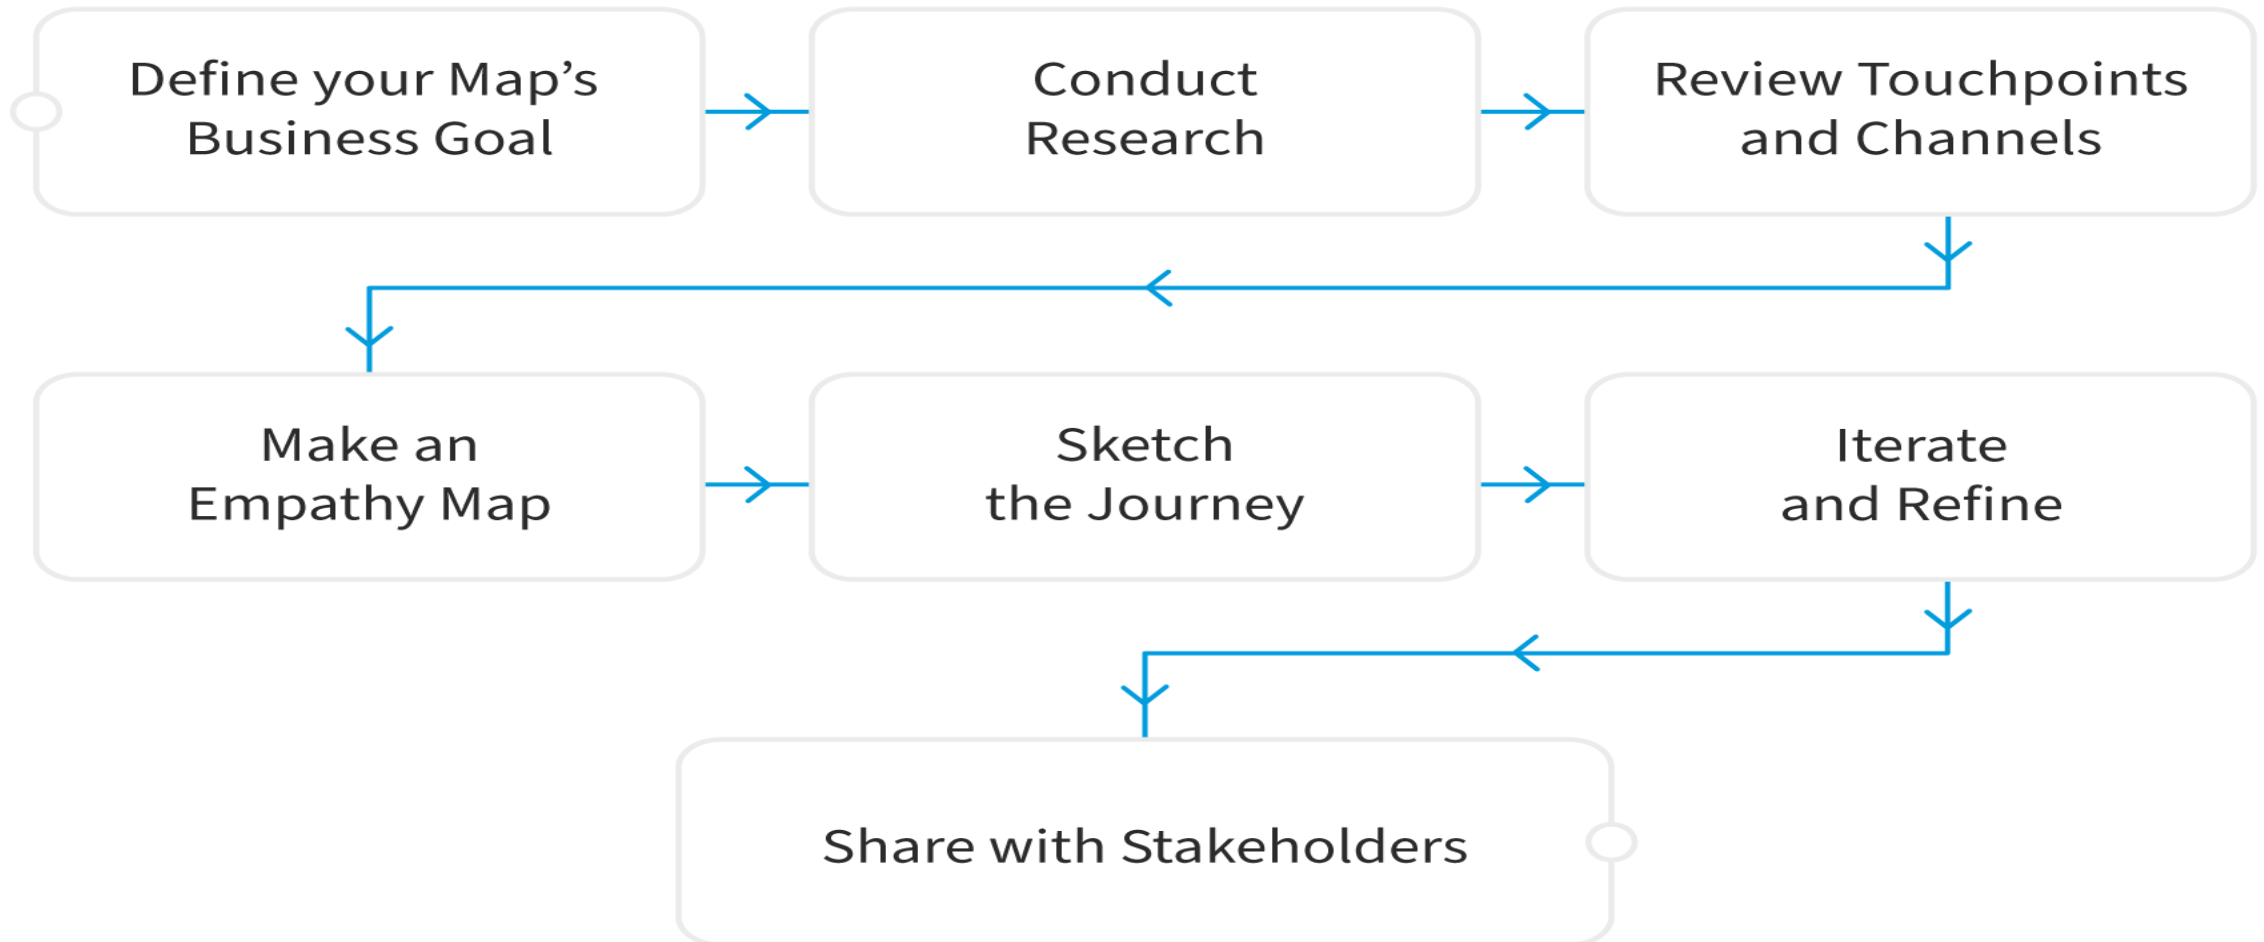 Define your Map’s
Business Goal
Conduct
Research
Review Touchpoints
and Channels
Make an
Empathy Map
Sketch
the Journey
Iterate
and Refine
Share with Stakeholders